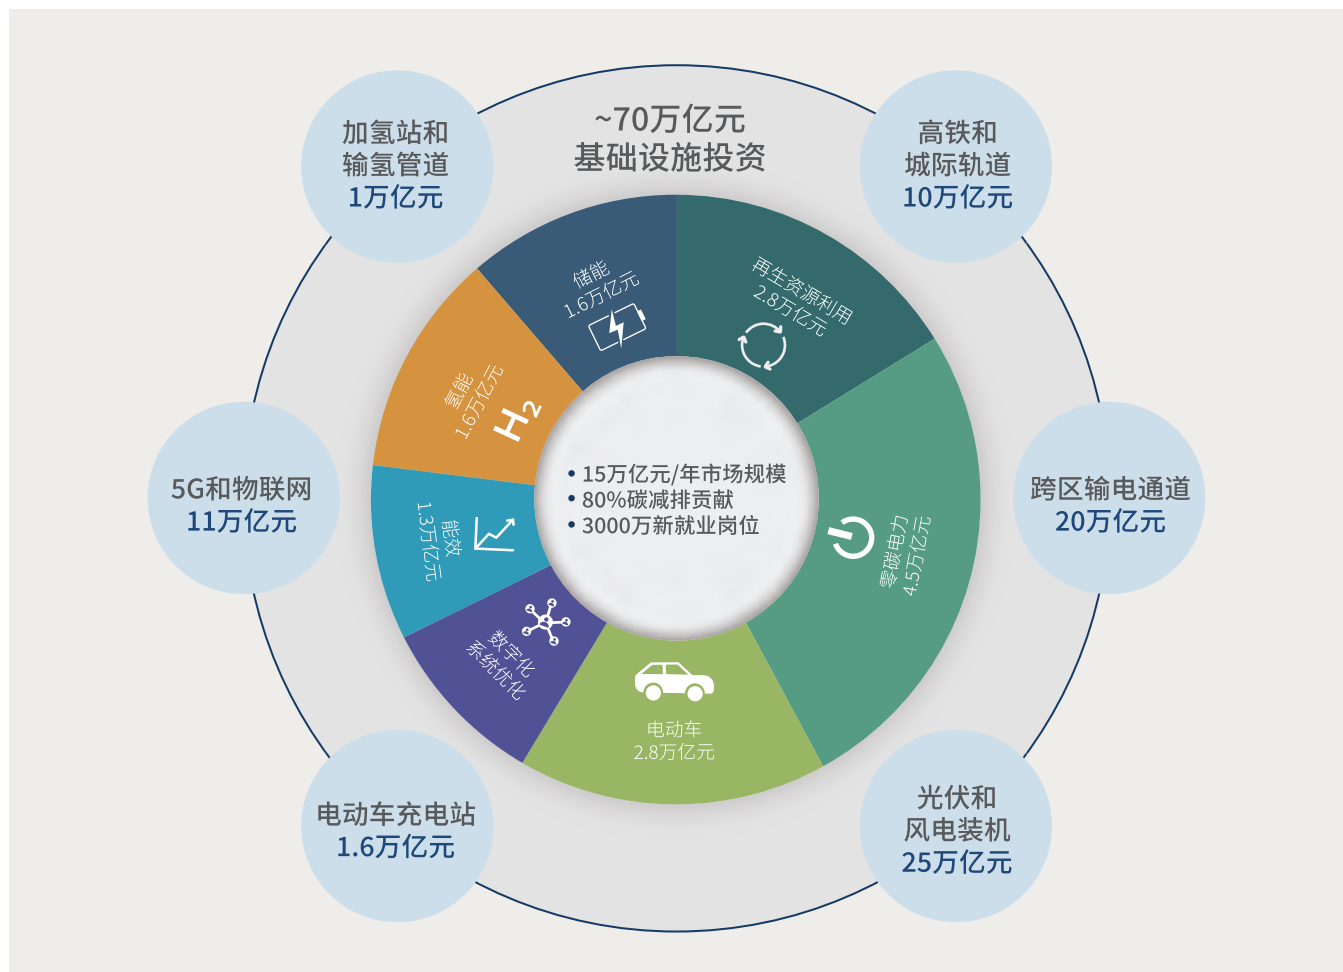 ~70万亿元
基础设施投资
加氢站和
输氢管道
1万亿元
高铁和
城际轨道
10万亿元
5G和物联网
11万亿元
跨区输电通道
20万亿元
电动车充电站
1.6万亿元
光伏和
风电装机
25万亿元
储能
1.6万亿元
再生资源利用
2.8万亿元
氢能
1.6万亿元
H2
能效
1.3万亿元
零碳电力
4.5万亿元
数字化
系统优化
电动车
2.8万亿元
• 15万亿元/年市场规模
• 80%碳减排贡献
• 3000万新就业岗位